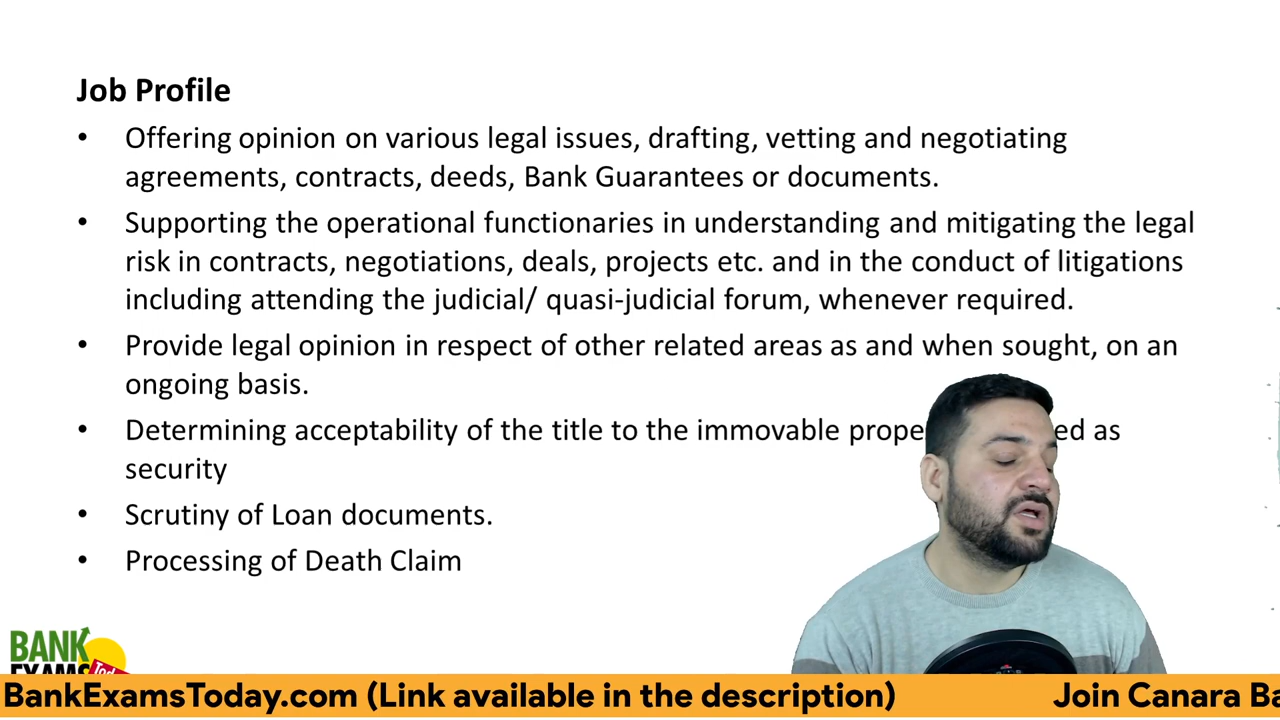 Job Profile
• Offering opinion on various legal issues, drafting, vetting and negotiating
agreements, contracts, deeds, Bank Guarantees or documents.
• Supporting the operational functionaries in understanding and mitigating the legal
risk in contracts, negotiations, deals, projects etc. and in the conduct of litigations
including attending the judicial/ quasi-judicial forum, whenever required.
• Provide legal opinion in respect of other related areas as and when sought, on an
ongoing basis.
• Determining acceptability of the title to the immovable as
security
• Scrutiny of Loan documents.
• Processing of Death Claim
BANK
EXAMS Today
BankExamsToday.com (Link available in the description) Join Canara